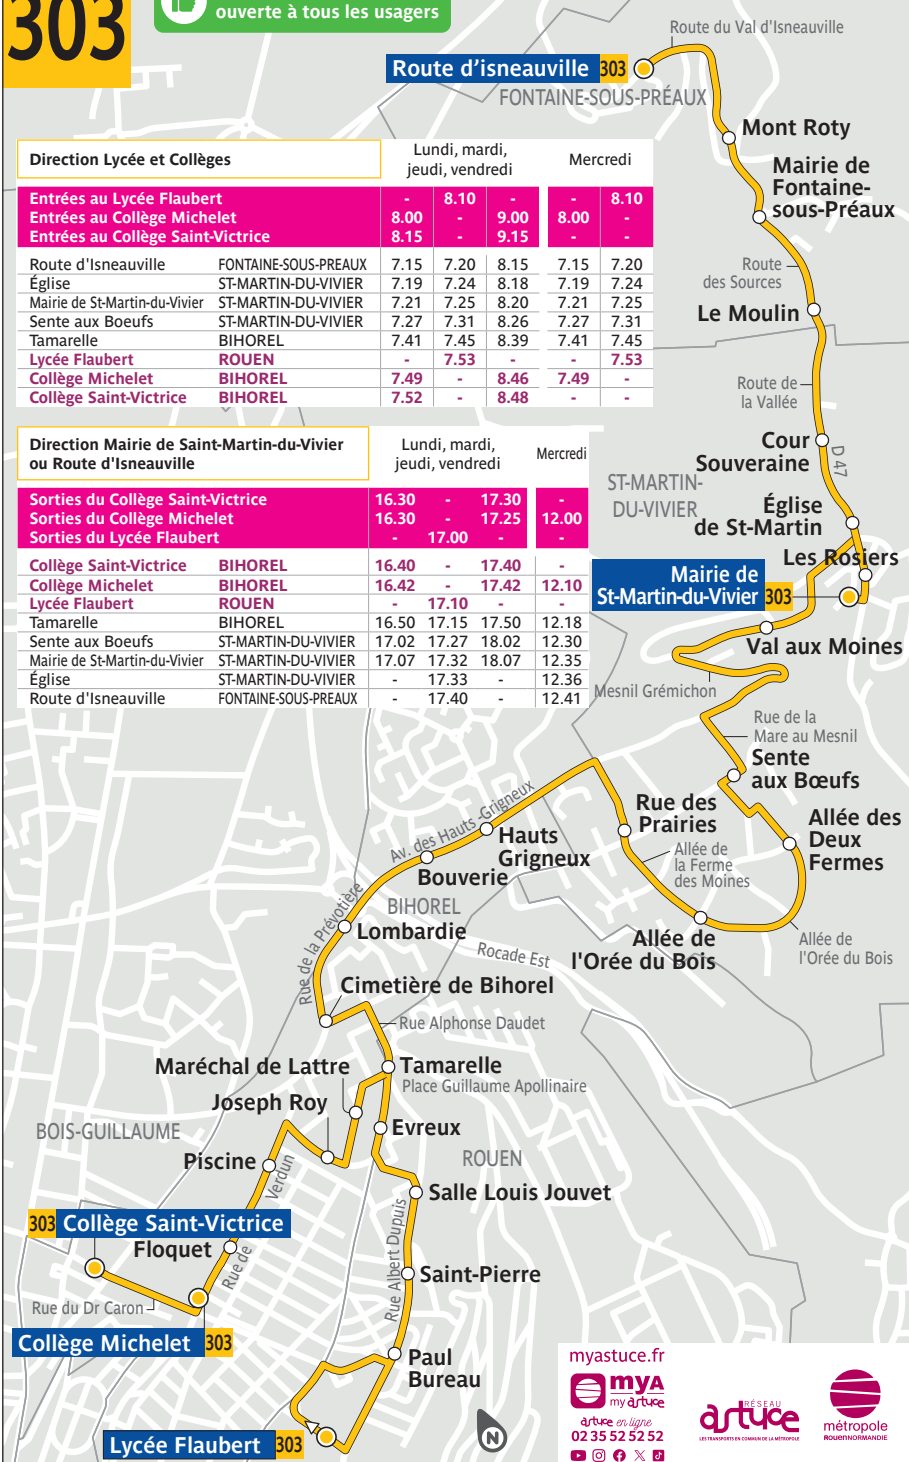 303
ouverte à tous les usagers
Route du Val d'Isneauville
Route d'isneauville 303
FONTAINE-SOUS-PRÉAUX
Mont Roty
Mairie de
Fontaine-
sous-Préaux
Route
des Sources
Le Moulin
Route de
la Vallée
Cour
Souveraine
D 47
ST-MARTIN-
DU-VIVIER
Église
de St-Martin
Les Rosiers
Mairie de
St-Martin-du-Vivier 303
Val aux Moines
Mesnil Grémichon
Rue de la
Mare au Mesnil
Sente
aux Bœufs
Allée des
Deux
Fermes
Rue des
Prairies
Allée de
la Ferme
des Moines
Allée de
l'Orée du Bois
Allée de
l'Orée du Bois
Direction Lycée et Collèges Lundi, mardi, jeudi, vendredi Mercredi
Entrées au Lycée Flaubert - 8.10 - - 8.10
Entrées au Collège Michelet 8.00 - 9.00 8.00 -
Entrées au Collège Saint-Victrice 8.15 - 9.15 - -
Route d'Isneauville FONTAINE-SOUS-PREAUX 7.15 7.20 8.15 7.15 7.20
Église ST-MARTIN-DU-VIVIER 7.19 7.24 8.18 7.19 7.24
Mairie de St-Martin-du-Vivier ST-MARTIN-DU-VIVIER 7.21 7.25 8.20 7.21 7.25
Sente aux Boeufs ST-MARTIN-DU-VIVIER 7.27 7.31 8.26 7.27 7.31
Tamarelle BIHOREL 7.41 7.45 8.39 7.41 7.45
Lycée Flaubert ROUEN - 7.53 - - 7.53
Collège Michelet BIHOREL 7.49 - 8.46 7.49 -
Collège Saint-Victrice BIHOREL 7.52 - 8.48 - -
Direction Mairie de Saint-Martin-du-Vivier
ou Route d'Isneauville
Lundi, mardi,
jeudi, vendredi
Mercredi
Sorties du Collège Saint-Victrice 16.30 - 17.30 -
Sorties du Collège Michelet 16.30 - 17.25 12.00
Sorties du Lycée Flaubert - 17.00 - -
Collège Saint-Victrice BIHOREL 16.40 - 17.40 -
Collège Michelet BIHOREL 16.42 - 17.42 12.10
Lycée Flaubert ROUEN - 17.10 - -
Tamarelle BIHOREL 16.50 17.15 17.50 12.18
Sente aux Boeufs ST-MARTIN-DU-VIVIER 17.02 17.27 18.02 12.30
Mairie de St-Martin-du-Vivier ST-MARTIN-DU-VIVIER 17.07 17.32 18.07 12.35
Église ST-MARTIN-DU-VIVIER - 17.33 - 12.36
Route d'Isneauville FONTAINE-SOUS-PREAUX - 17.40 - 12.41
Av. des Hauts -Grigneux
Hauts
Grigneux
Bouverie
BIHOREL
Rue de la Prévotière
Lombardie
Rocade Est
Cimetière de Bihorel
Rue Alphonse Daudet
Maréchal de Lattre
Tamarelle
Place Guillaume Apollinaire
Joseph Roy
BOIS-GUILLAUME
Evreux
ROUEN
Piscine
Rue de Verdun
Salle Louis Jouvet
303 Collège Saint-Victrice
Floquet
Rue Albert Dupuis
Saint-Pierre
Rue du Dr Caron
Collège Michelet 303
Paul
Bureau
Lycée Flaubert 303
N
myastuce.fr
myA
my astuce
astuce en ligne
02 35 52 52 52
RÉSEAU
astuce
LES TRANSPORTS EN COMMUN DE LA MÉTROPOLE
métropole
ROUENNORMANDIE